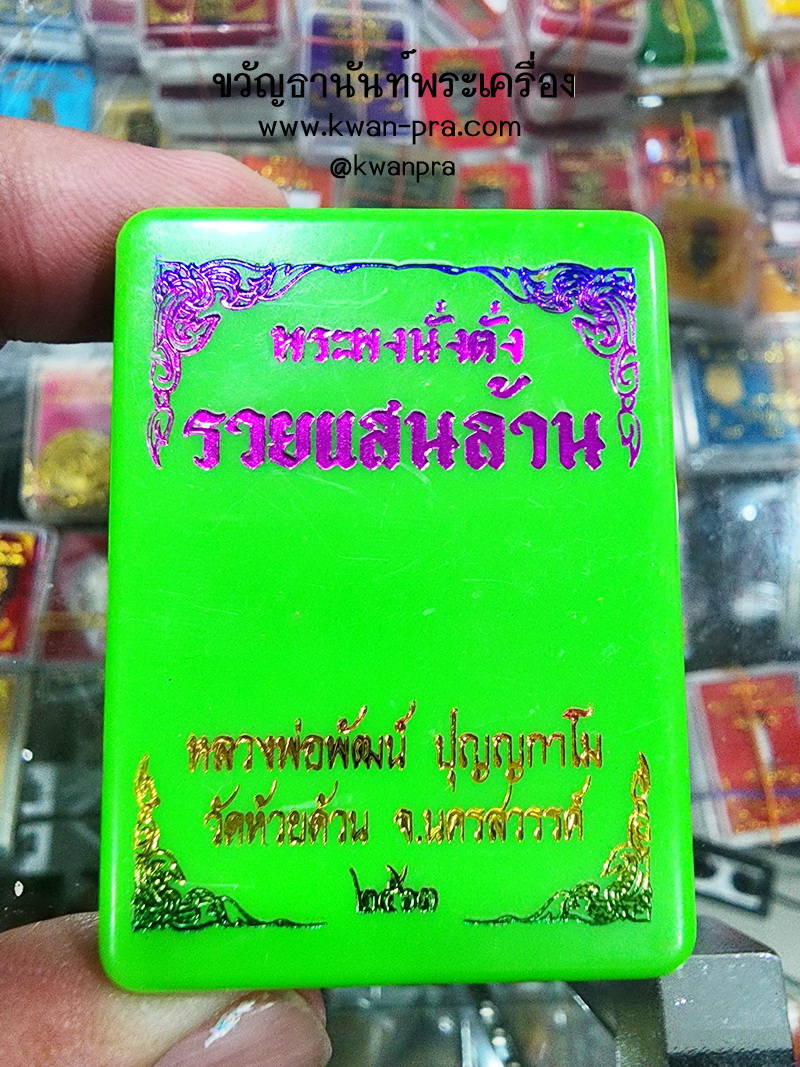 ขวัญธานันท์พระเครื่อง
www.kwan-pra.com
@kwanpra
พระผงนั่งตั่ง
รวยแสนล้าน
หลวงพ่อพัฒน์ ปุญญกาโม
วัดห้วยด้วน จ.นครสวรรค์
๒๕๖๓